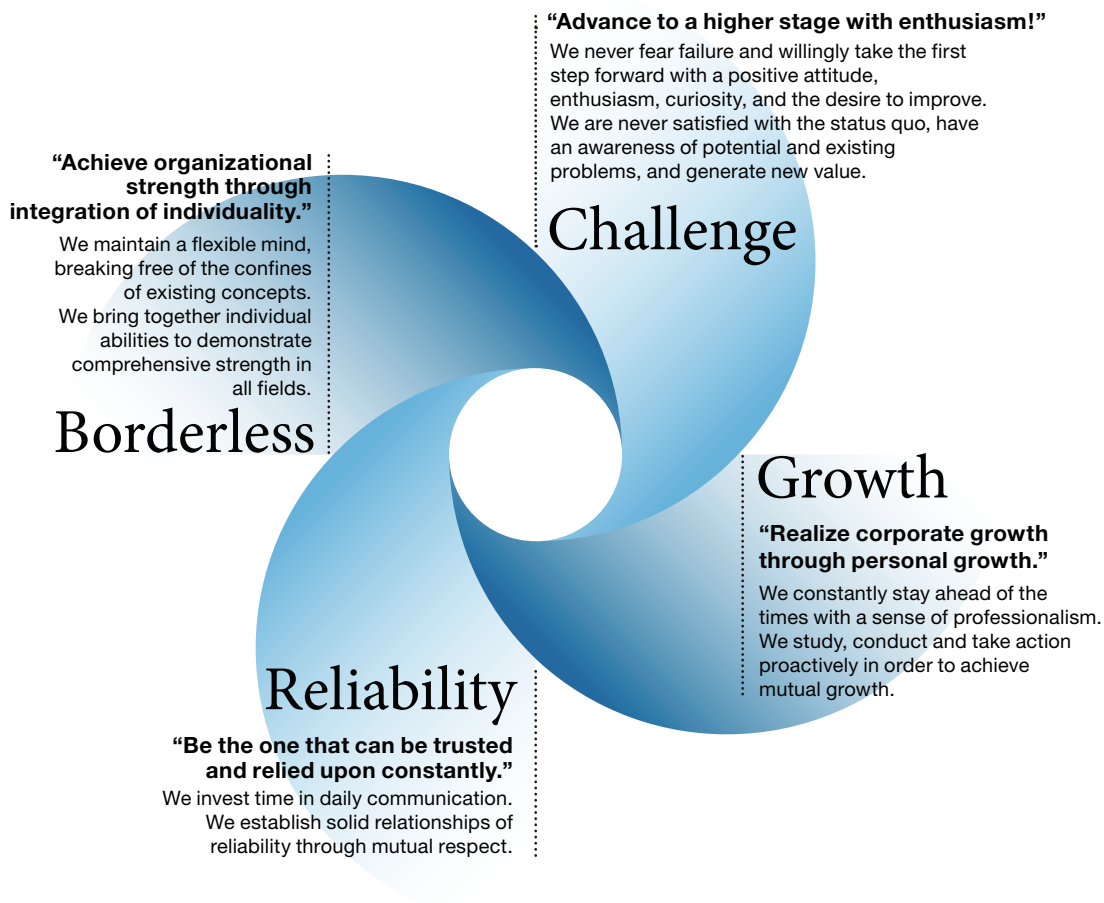 “Advance to a higher stage with enthusiasm!”
We never fear failure and willingly take the first
step forward with a positive attitude,
enthusiasm, curiosity, and the desire to improve.
We are never satisfied with the status quo, have
an awareness of potential and existing
problems, and generate new value.
Challenge
“Achieve organizational
strength through
integration of individuality.”
We maintain a flexible mind,
breaking free of the confines
of existing concepts.
We bring together individual
abilities to demonstrate
comprehensive strength in
all fields.
Borderless
Growth
“Realize corporate growth
through personal growth.”
We constantly stay ahead of the
times with a sense of professionalism.
We study, conduct and take action
proactively in order to achieve
mutual growth.
Reliability
“Be the one that can be trusted
and relied upon constantly.”
We invest time in daily communication.
We establish solid relationships of
reliability through mutual respect.